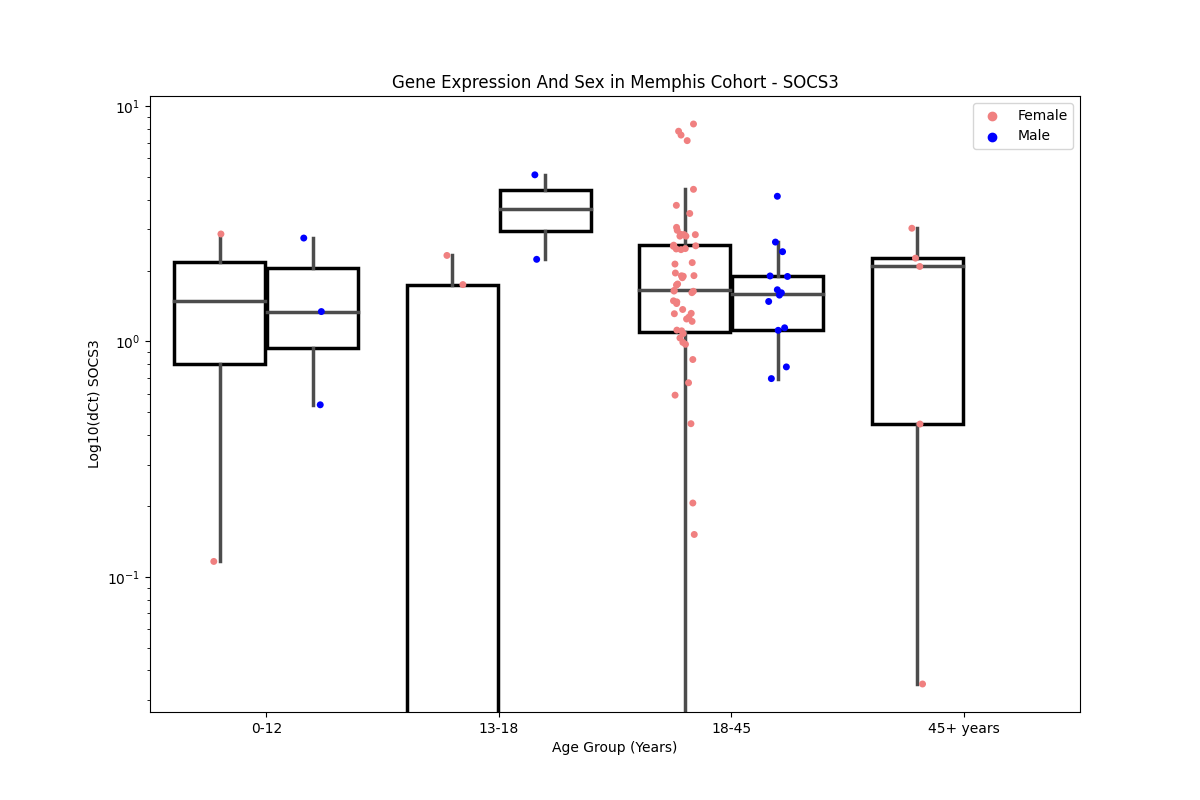 Gene Expression And Sex in Memphis Cohort - SOCS3
Female
Male
10¹
10⁰
10⁻¹
Log10(dCt) SOCS3
0-12
13-18
18-45
45+ years
Age Group (Years)